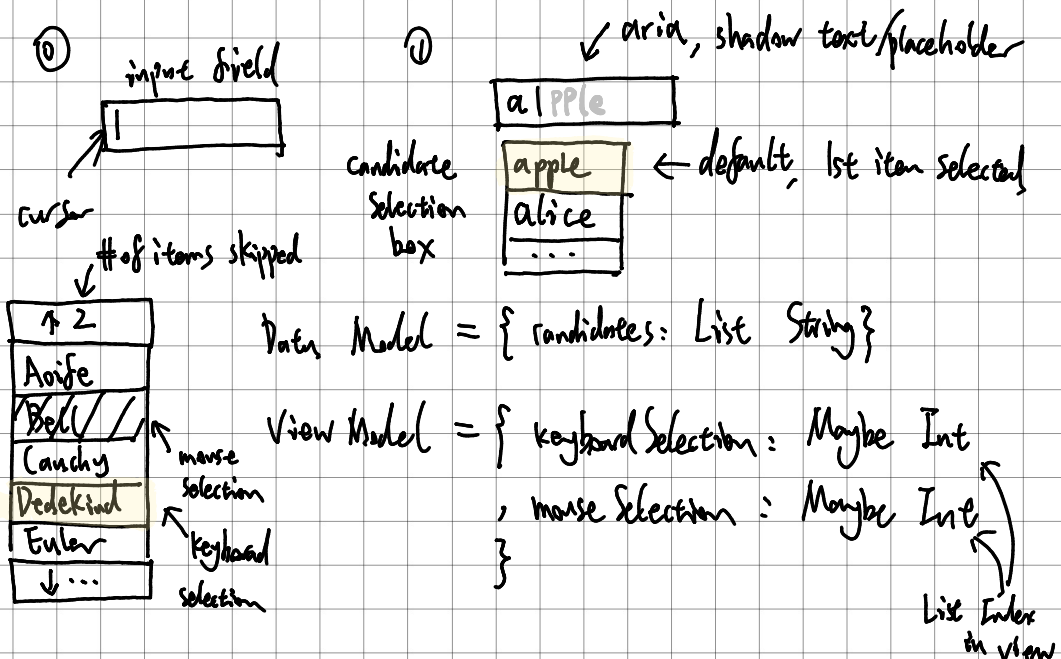 0
input field
cursor
1
aria, shadow text/placeholder
a|pple
candidate
selection
box
apple
alice
...
← default, 1st item selected
# of items skipped
↑ 2
Aoife
Bell
Cauchy
Dedekind
Euler
↓ ...
mouse
selection
keyboard
selection
Data Model = { candidates: List String }
View Model = { keyboardSelection : Maybe Int
, mouseSelection : Maybe Int
}
List Index
in view